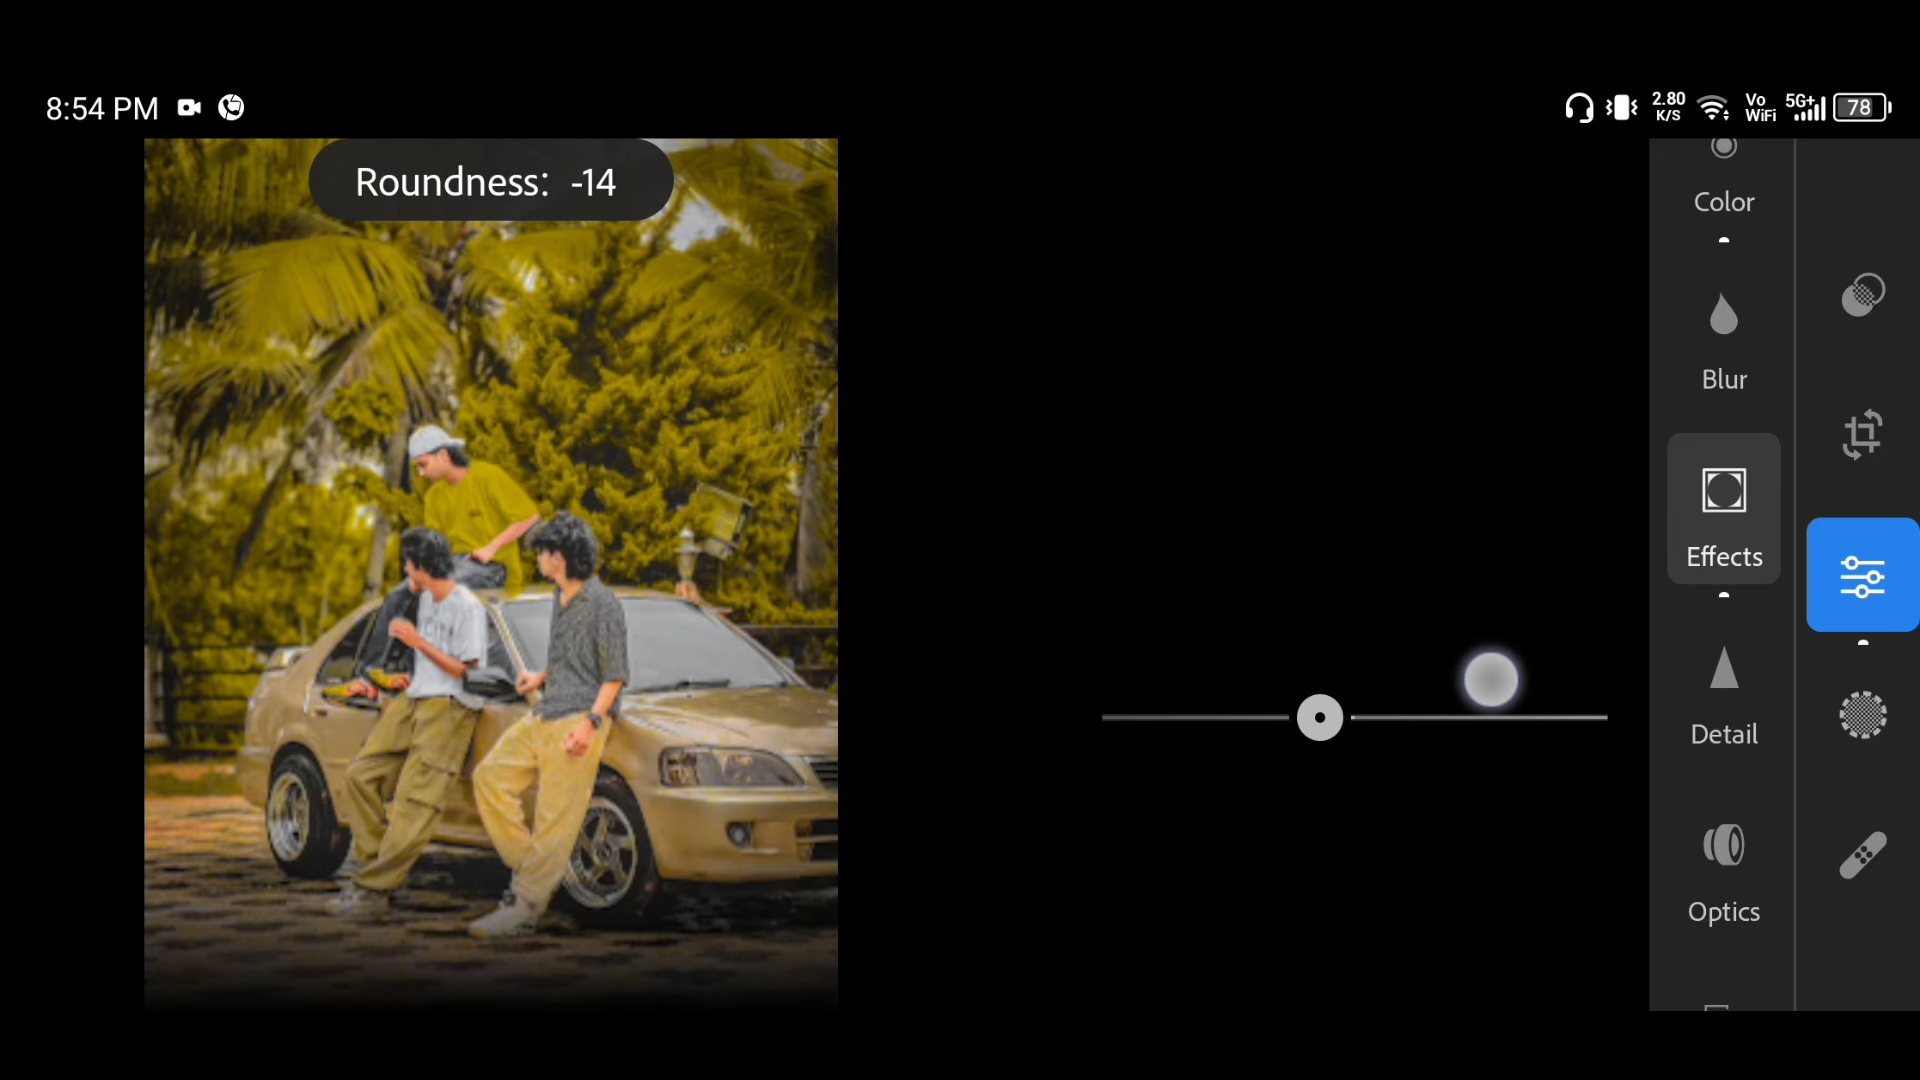 8:54 PM
2.80
K/S
Vo
WiFi
5G+
78
Roundness: -14
Color
Blur
Effects
Detail
Optics